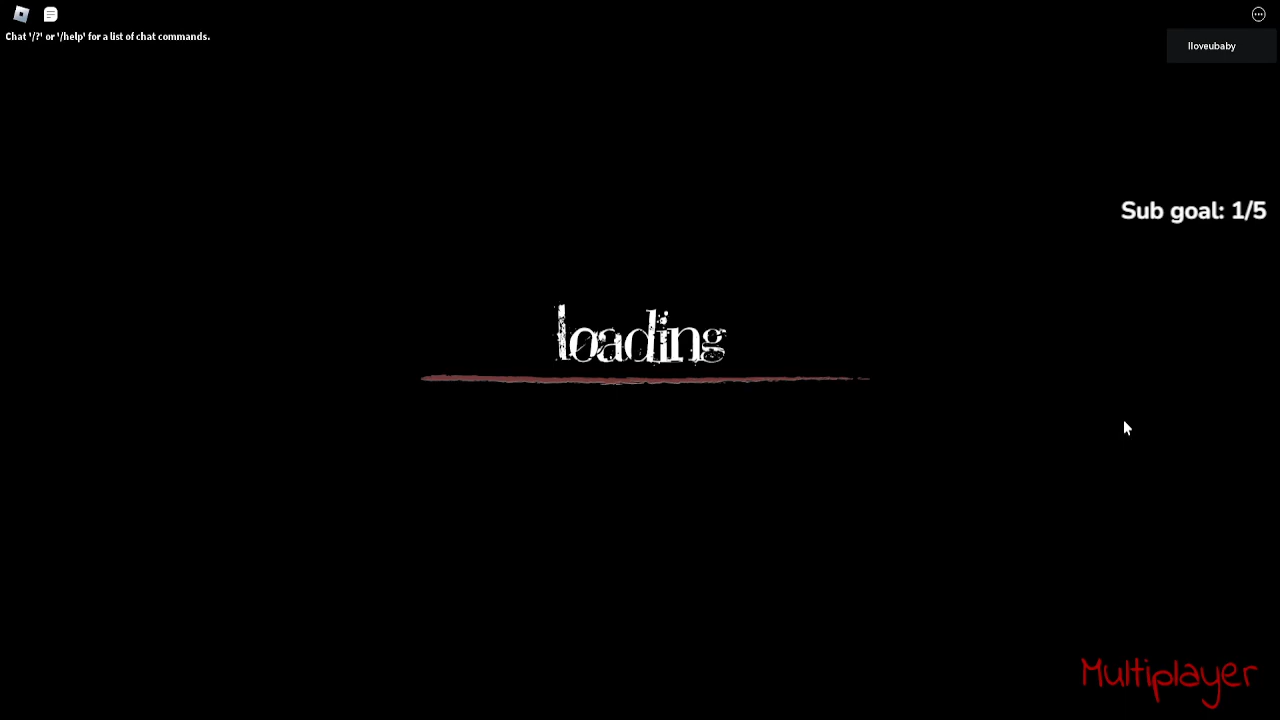 Chat '/?' or '/help' for a list of chat commands.
Iloveubaby
Sub goal: 1/5
loading
Multiplayer